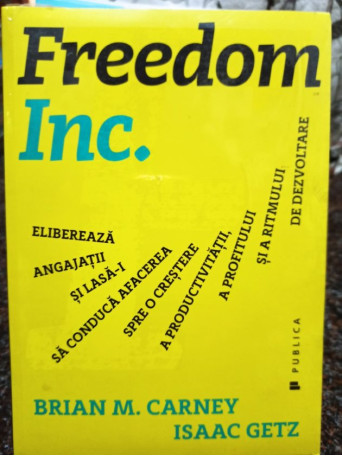 Freedom
Inc.
ELIBEREAZĂ
ANGAJAȚII
ȘI LASĂ-I
SĂ CONDUCĂ AFACEREA
SPRE O CREȘTERE
A PRODUCTIVITĂȚII,
A PROFITULUI
ȘI A RITMULUI
DE DEZVOLTARE
PUBLICA
BRIAN M. CARNEY
ISAAC GETZ